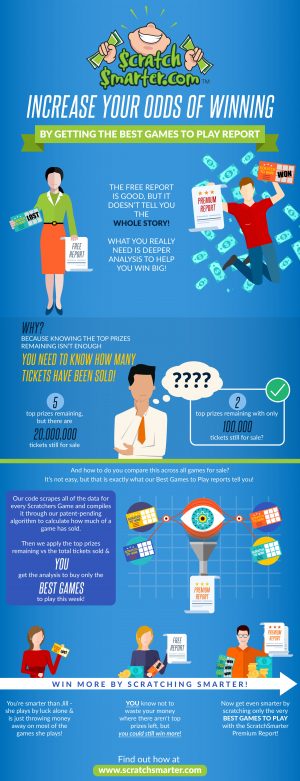 $cratch
$marter.com™
INCREASE YOUR ODDS OF WINNING
BY GETTING THE BEST GAMES TO PLAY REPORT
THE FREE REPORT
IS GOOD, BUT IT
DOESN'T TELL YOU
THE
WHOLE STORY!
WHAT YOU REALLY
NEED IS DEEPER
ANALYSIS TO HELP
YOU WIN BIG!
LOST
FREE
REPORT
PREMIUM
REPORT
WON
WHY?
BECAUSE KNOWING THE TOP PRIZES
REMAINING ISN'T ENOUGH
YOU NEED TO KNOW HOW MANY
TICKETS HAVE BEEN SOLD!
????
5
top prizes remaining,
but there are
20,000,000
tickets still for sale
2
top prizes remaining with only
100,000
tickets still for sale?
And how to do you compare this across all games for sale?
It's not easy, but that is exactly what our Best Games to Play reports tell you!
Our code scrapes all of the data for
every Scratchers Game and compiles
it through our patent-pending
algorithm to calculate how much of a
game has sold.
Then we apply the top prizes
remaining vs the total tickets sold &
YOU
get the analysis to buy only the
BEST GAMES
to play this week!
PREMIUM
REPORT
FREE
REPORT
PREMIUM
REPORT
WIN MORE BY SCRATCHING SMARTER!
You're smarter than Jill -
she plays by luck alone &
is just throwing money
away on most of the
games she plays!
YOU know not to
waste your money
where there aren't top
prizes left, but
you could still win more!
Now get even smarter by
selecting only the very
BEST GAMES TO PLAY
with the ScratchSmarter
Premium Report!
Find out how at
www.scratchsmarter.com